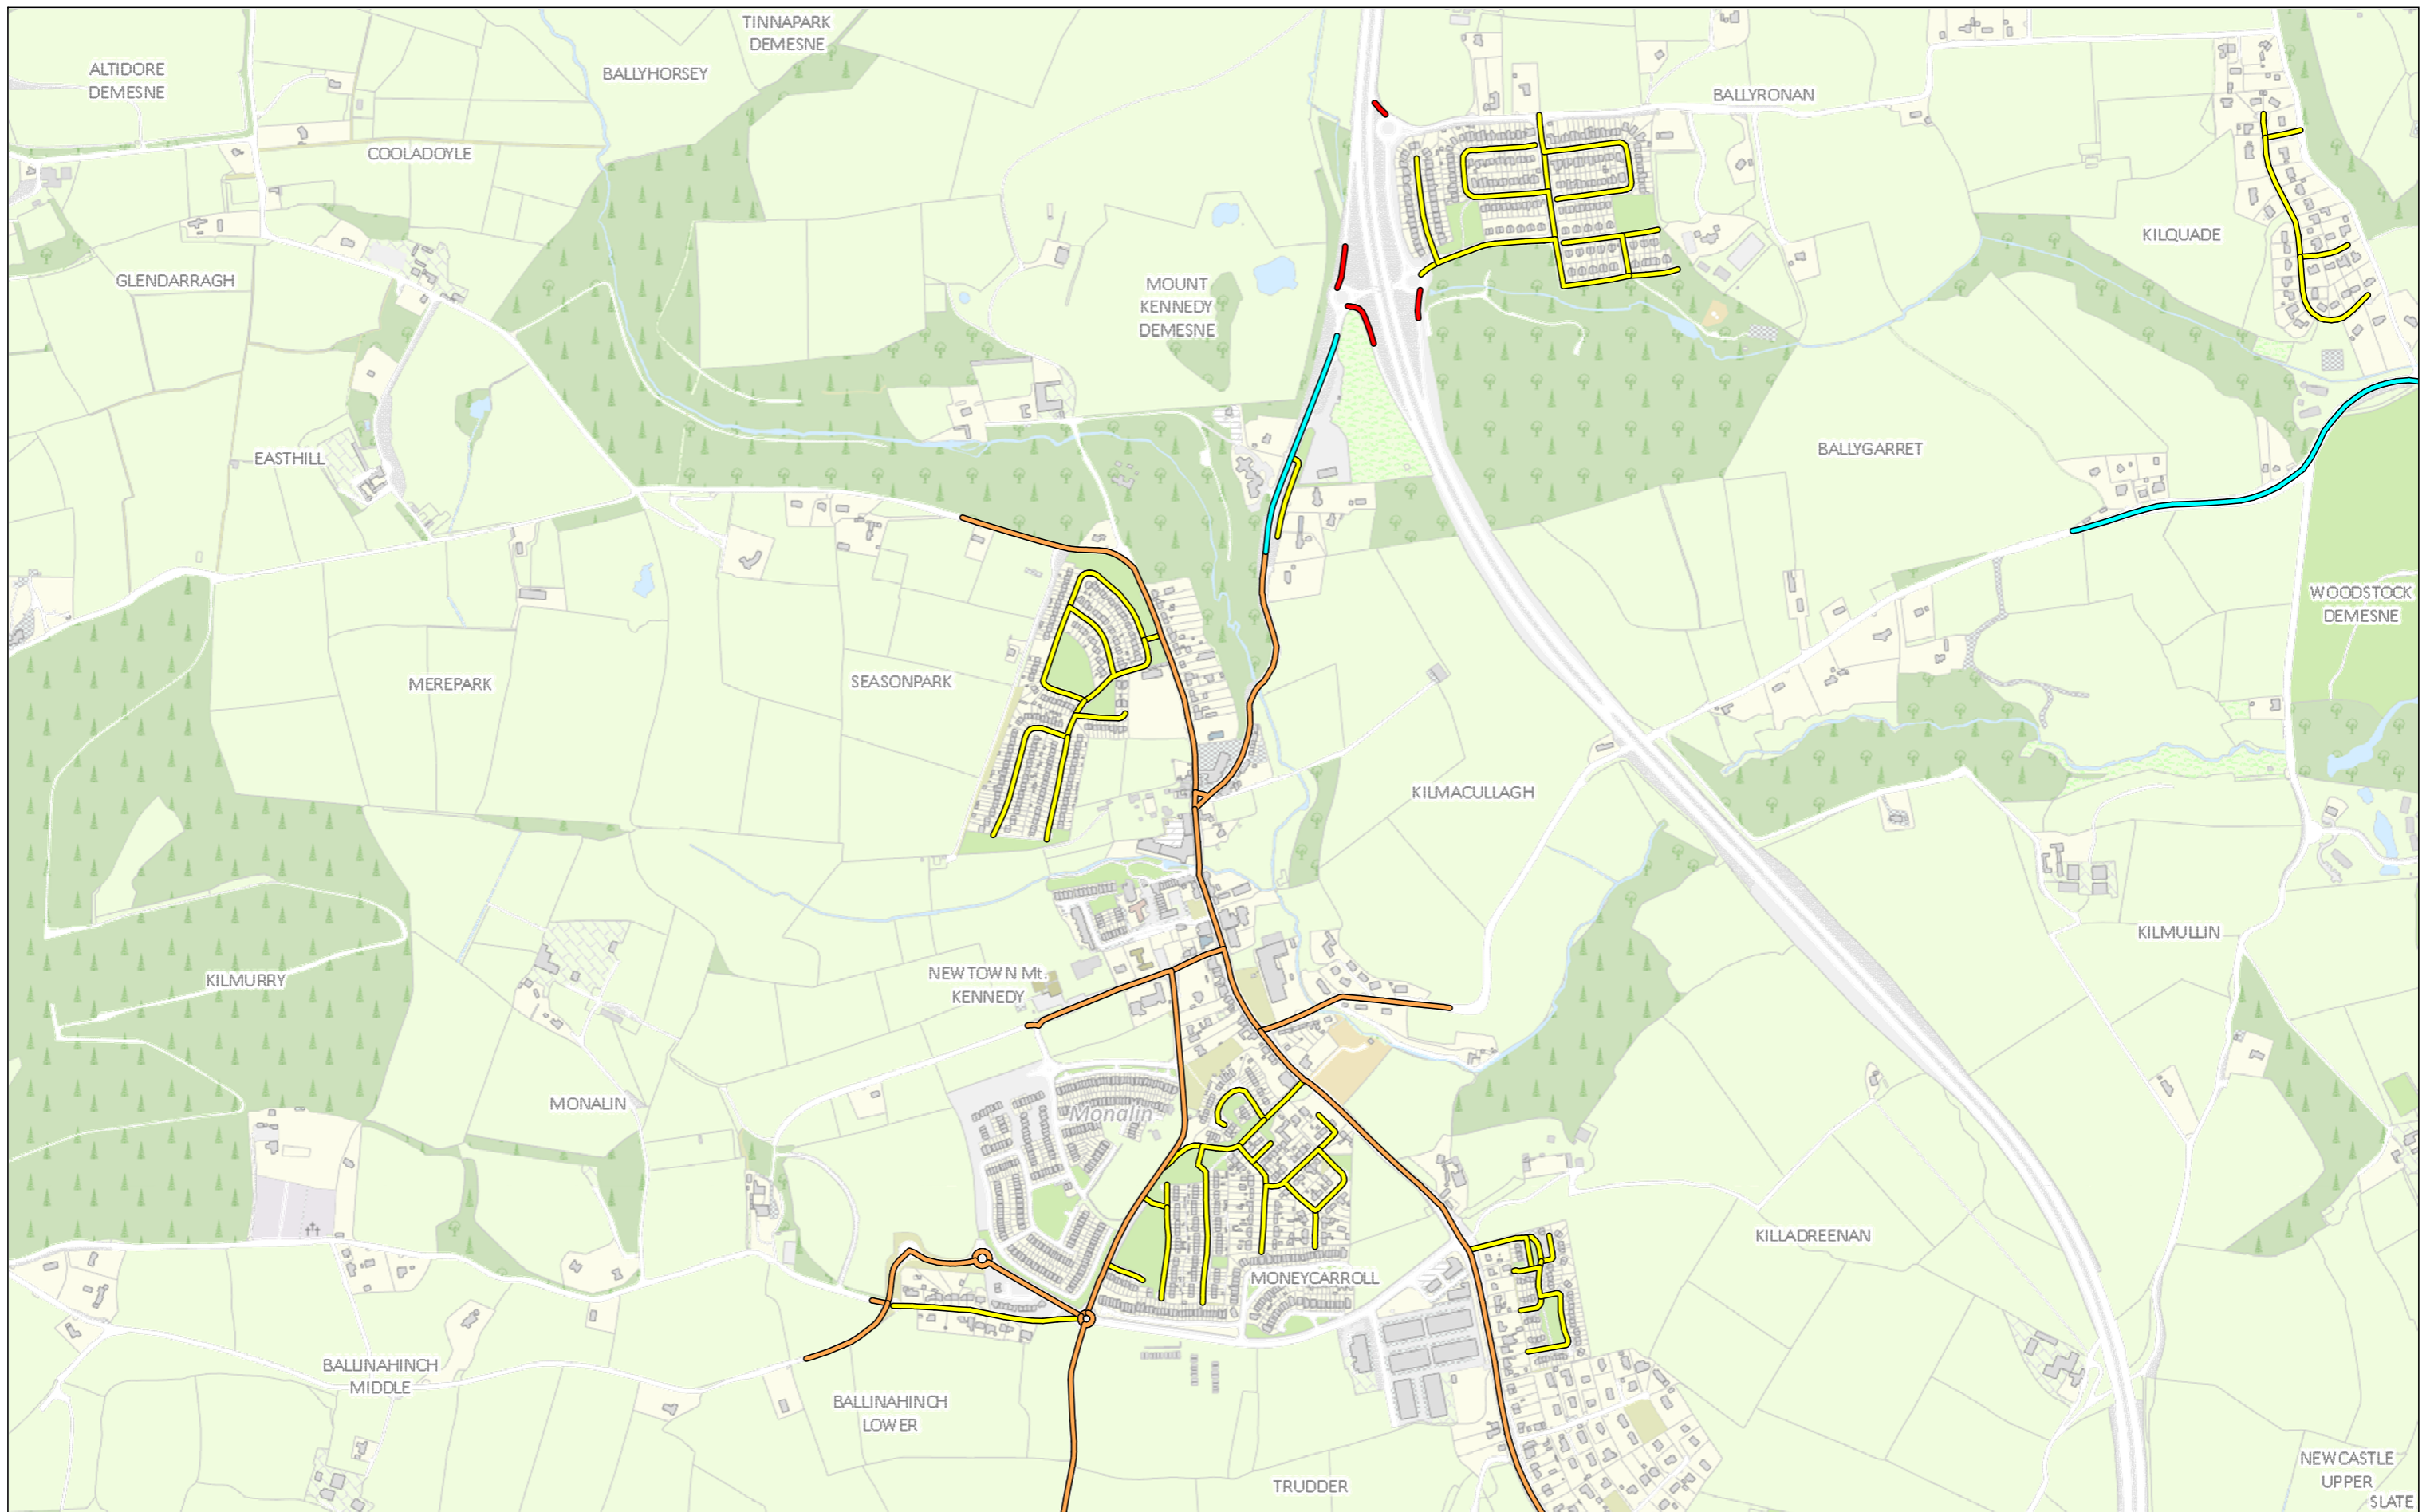 TINNAPARK
DEMESNE
ALTIDORE
DEMESNE
BALLYHORSEY
BALLYRONAN
COOLADOYLE
KILQUADE
GLENDARRAGH
MOUNT
KENNEDY
DEMESNE
EASTHILL
BALLYGARRET
WOODSTOCK
DEMESNE
MEREPARK
SEASONPARK
KILMACULLAGH
KILMULLIN
NEWTOWN Mt.
KENNEDY
KILMURRY
MONALIN
Monalin
KILLADREENAN
MONEYCARROLL
BALLINAHINCH
MIDDLE
BALLINAHINCH
LOWER
TRUDDER
NEWCASTLE
UPPER
SLATE